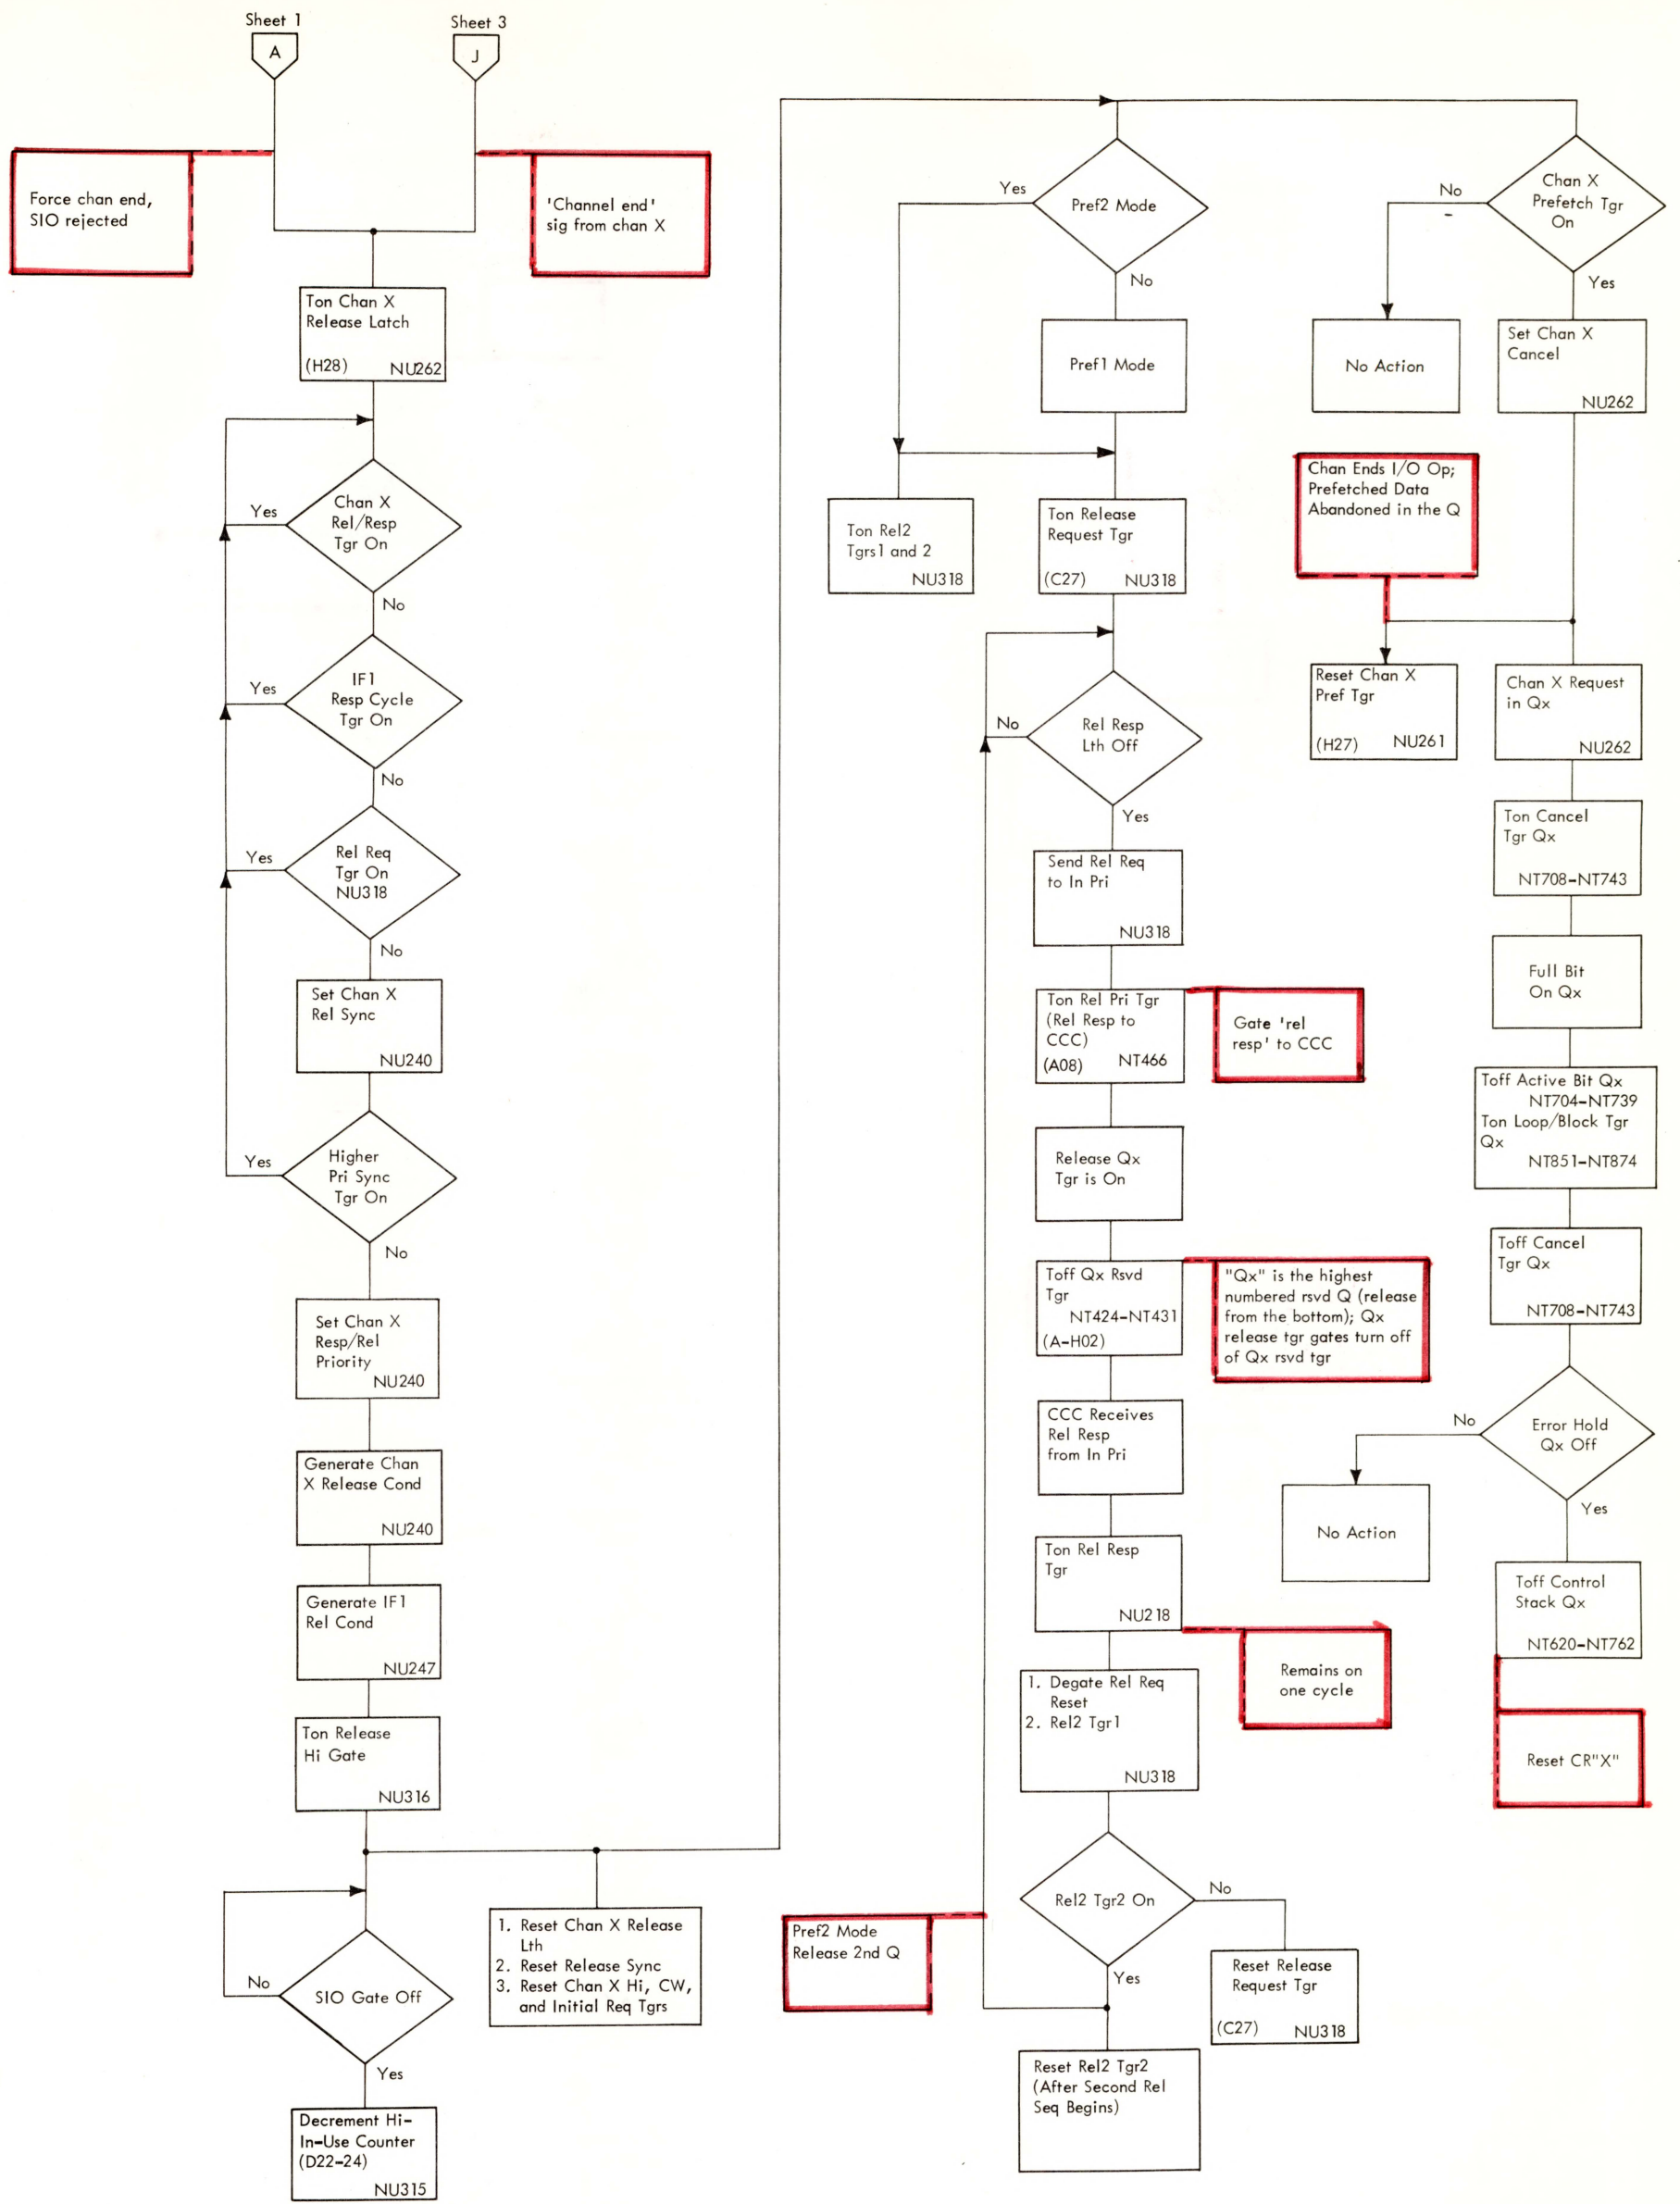 Sheet 1
A
Sheet 3
J
Force chan end,
SIO rejected
'Channel end'
sig from chan X
Ton Chan X
Release Latch
(H28) NU262
Chan X
Rel/Resp
Tgr On
Yes
No
IF1
Resp Cycle
Tgr On
Yes
No
Rel Req
Tgr On
NU318
Yes
No
Set Chan X
Rel Sync
NU240
Higher
Pri Sync
Tgr On
Yes
No
Set Chan X
Resp/Rel
Priority
NU240
Generate Chan
X Release Cond
NU240
Generate IF1
Rel Cond
NU247
Ton Release
Hi Gate
NU316
SIO Gate Off
No
Yes
Decrement Hi-
In-Use Counter
(D22-24)
NU315
1. Reset Chan X Release
Lth
2. Reset Release Sync
3. Reset Chan X Hi, CW,
and Initial Req Tgrs
Pref2 Mode
Yes
No
Pref1 Mode
Ton Rel2
Tgrs1 and 2
NU318
Ton Release
Request Tgr
(C27) NU318
Rel Resp
Lth Off
No
Yes
Send Rel Req
to In Pri
NU318
Ton Rel Pri Tgr
(Rel Resp to
CCC)
(A08) NT466
Gate 'rel
resp' to CCC
Release Qx
Tgr is On
Toff Qx Rsvd
Tgr
NT424-NT431
(A-H02)
"Qx" is the highest
numbered rsvd Q (release
from the bottom); Qx
release tgr gates turn off
of Qx rsvd tgr
CCC Receives
Rel Resp
from In Pri
Ton Rel Resp
Tgr
NU218
Remains on
one cycle
1. Degate Rel Req
Reset
2. Rel2 Tgr1
NU318
Rel2 Tgr2 On
No
Yes
Pref2 Mode
Release 2nd Q
Reset Release
Request Tgr
(C27) NU318
Reset Rel2 Tgr2
(After Second Rel
Seq Begins)
Chan X
Prefetch Tgr
On
No
Yes
No Action
Set Chan X
Cancel
NU262
Chan Ends I/O Op;
Prefetched Data
Abandoned in the Q
Reset Chan X
Pref Tgr
(H27) NU261
Chan X Request
in Qx
NU262
Ton Cancel
Tgr Qx
NT708-NT743
Full Bit
On Qx
Toff Active Bit Qx
NT704-NT739
Ton Loop/Block Tgr
Qx
NT851-NT874
Toff Cancel
Tgr Qx
NT708-NT743
Error Hold
Qx Off
No
Yes
No Action
Toff Control
Stack Qx
NT620-NT762
Reset CR"X"